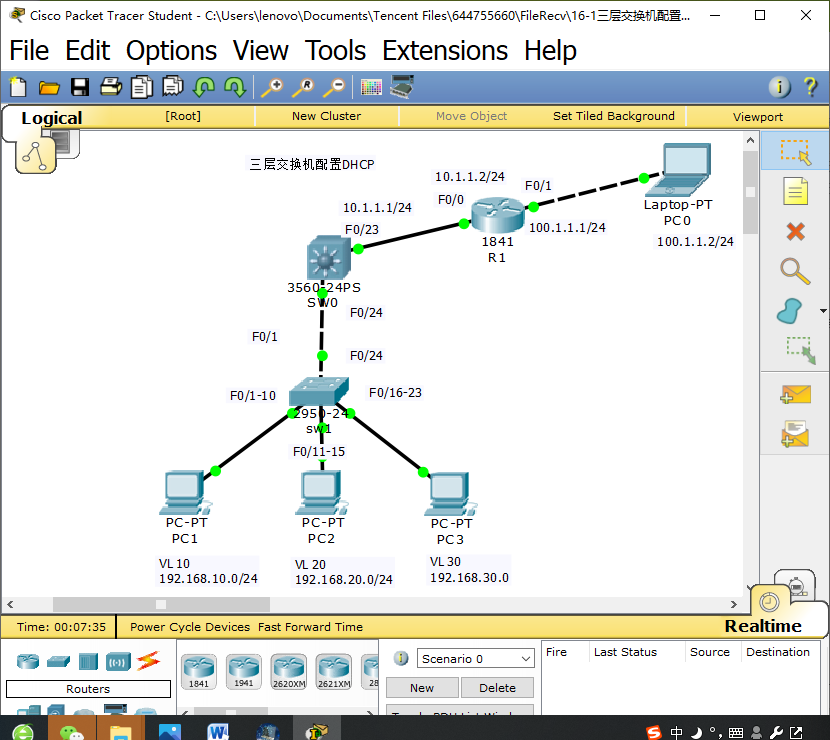 Cisco Packet Tracer Student - C:\Users\lenovo\Documents\Tencent Files\644755660\FileRecv\16-1三层交换机配置...
File Edit Options View Tools Extensions Help
Logical
[Root]
New Cluster
Move Object
Set Tiled Background
Viewport
三层交换机配置DHCP
10.1.1.2/24
F0/0
F0/1
Laptop-PT
PC0
100.1.1.2/24
10.1.1.1/24
F0/23
1841
R1
100.1.1.1/24
3560-24PS
SW0
F0/24
F0/1
F0/24
F0/1-10
2950-24
sw1
F0/16-23
F0/11-15
PC-PT
PC1
PC-PT
PC2
PC-PT
PC3
VL 10
192.168.10.0/24
VL 20
192.168.20.0/24
VL 30
192.168.30.0
Time: 00:07:35
Power Cycle Devices Fast Forward Time
Realtime
Routers
1841
1941
2620XM
2621XM
Scenario 0
New
Delete
Fire
Last Status
Source
Destination
中